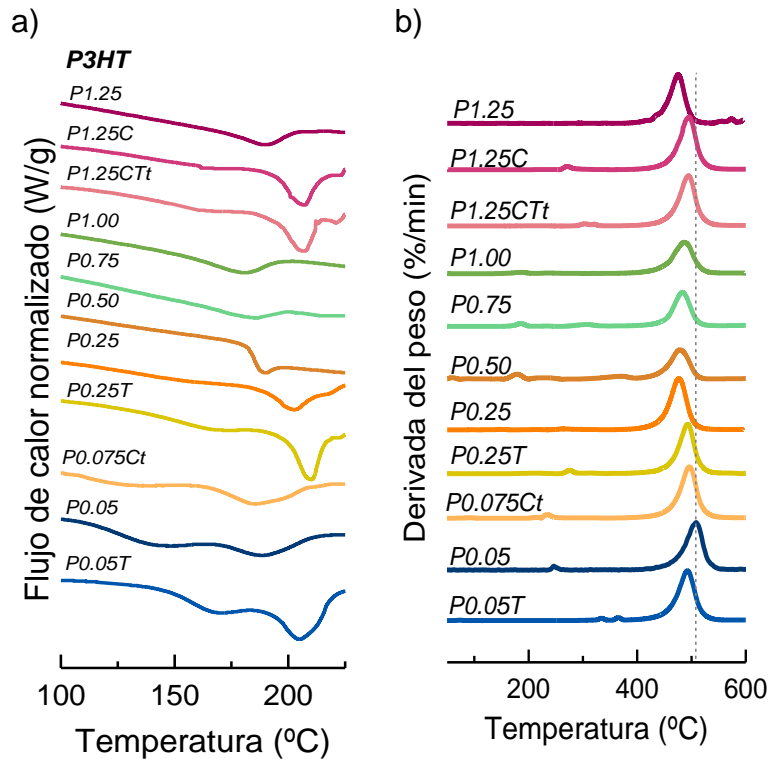 a)
P3HT
P1.25
P1.25C
P1.25CTt
P1.00
P0.75
P0.50
P0.25
P0.25T
P0.075Ct
P0.05
P0.05T
Flujo de calor normalizado (W/g)
100 150 200
Temperatura (ºC)
b)
P1.25
P1.25C
P1.25CTt
P1.00
P0.75
P0.50
P0.25
P0.25T
P0.075Ct
P0.05
P0.05T
Derivada del peso (%/min)
200 400 600
Temperatura (ºC)